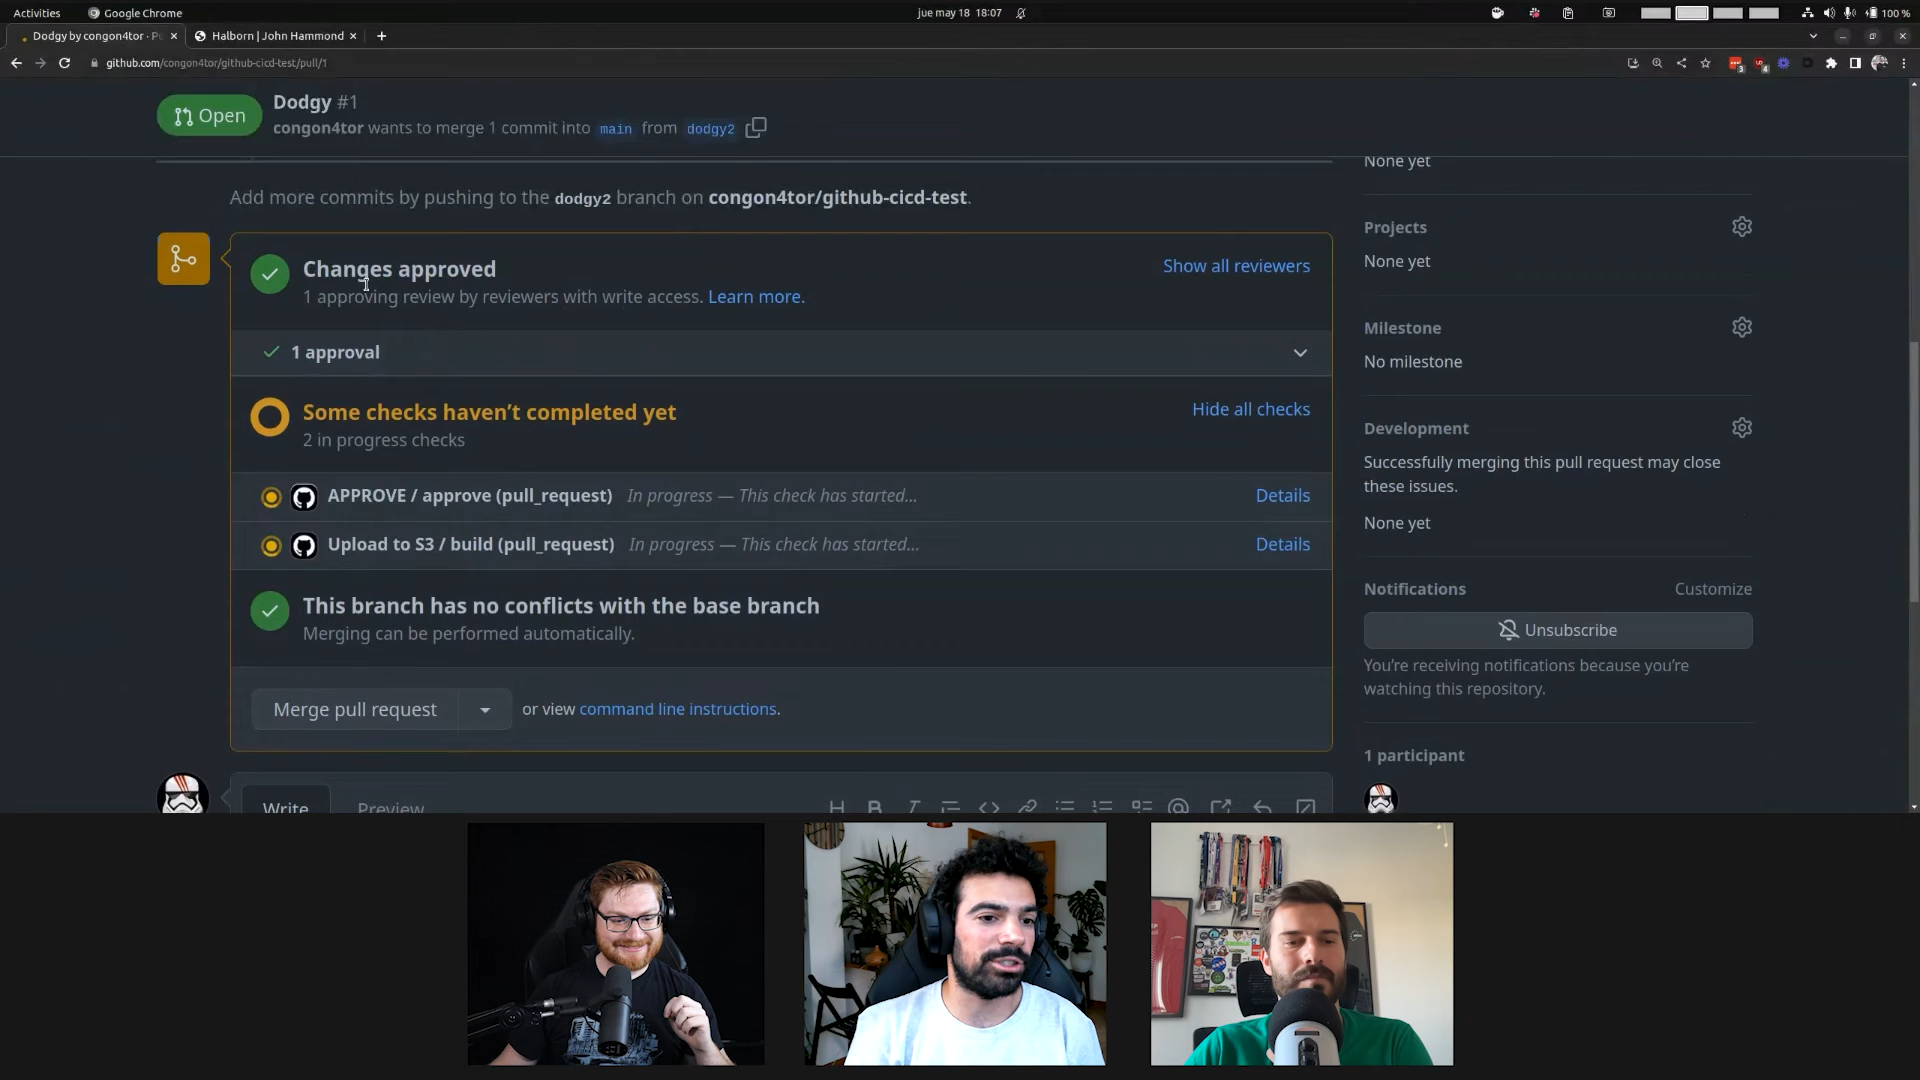 Activities
Google Chrome
jue may 18 18:07
100 %
Dodgy by congon4tor · P
Halborn | John Hammond
github.com/congon4tor/github-cicd-test/pull/1
Open
Dodgy #1
congon4tor wants to merge 1 commit into main from dodgy2
None yet
Add more commits by pushing to the dodgy2 branch on congon4tor/github-cicd-test.
Changes approved
Show all reviewers
1 approving review by reviewers with write access. Learn more.
1 approval
Some checks haven't completed yet
Hide all checks
2 in progress checks
APPROVE / approve (pull_request) In progress — This check has started...
Details
Upload to S3 / build (pull_request) In progress — This check has started...
Details
This branch has no conflicts with the base branch
Merging can be performed automatically.
Merge pull request
or view command line instructions.
Write
Preview
Projects
None yet
Milestone
No milestone
Development
Successfully merging this pull request may close
these issues.
None yet
Notifications
Customize
Unsubscribe
You're receiving notifications because you're
watching this repository.
1 participant